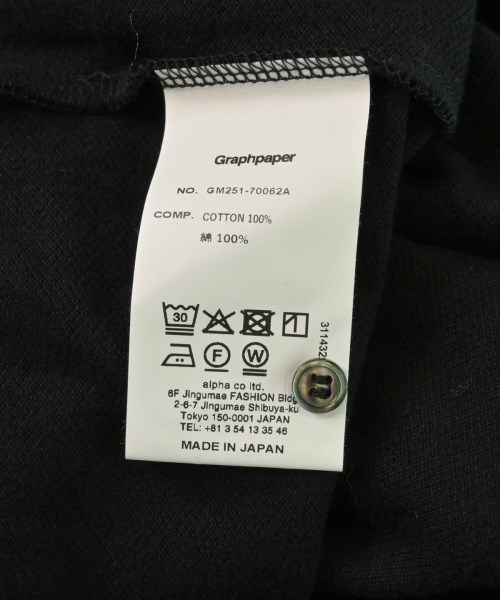 Graphpaper
NO. GM251-70062A
COMP. COTTON 100%
綿 100%
30
F W
311432
alpha co ltd.
6F Jingumae FASHION Bldg
2-6-7 Jingumae Shibuya-ku
Tokyo 150-0001 JAPAN
TEL: +81 3 54 13 35 46
MADE IN JAPAN